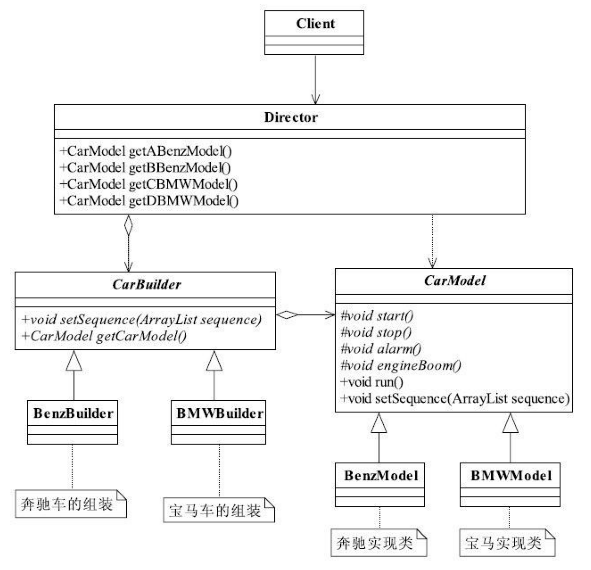 Client
Director
+CarModel getABenzModel()
+CarModel getBBenzModel()
+CarModel getCBMWModel()
+CarModel getDBMWModel()
CarBuilder
+void setSequence(ArrayList sequence)
+CarModel getCarModel()
CarModel
#void start()
#void stop()
#void alarm()
#void engineBoom()
+void run()
+void setSequence(ArrayList sequence)
BenzBuilder
BMWBuilder
BenzModel
BMWModel
奔驰车的组装
宝马车的组装
奔驰实现类
宝马实现类